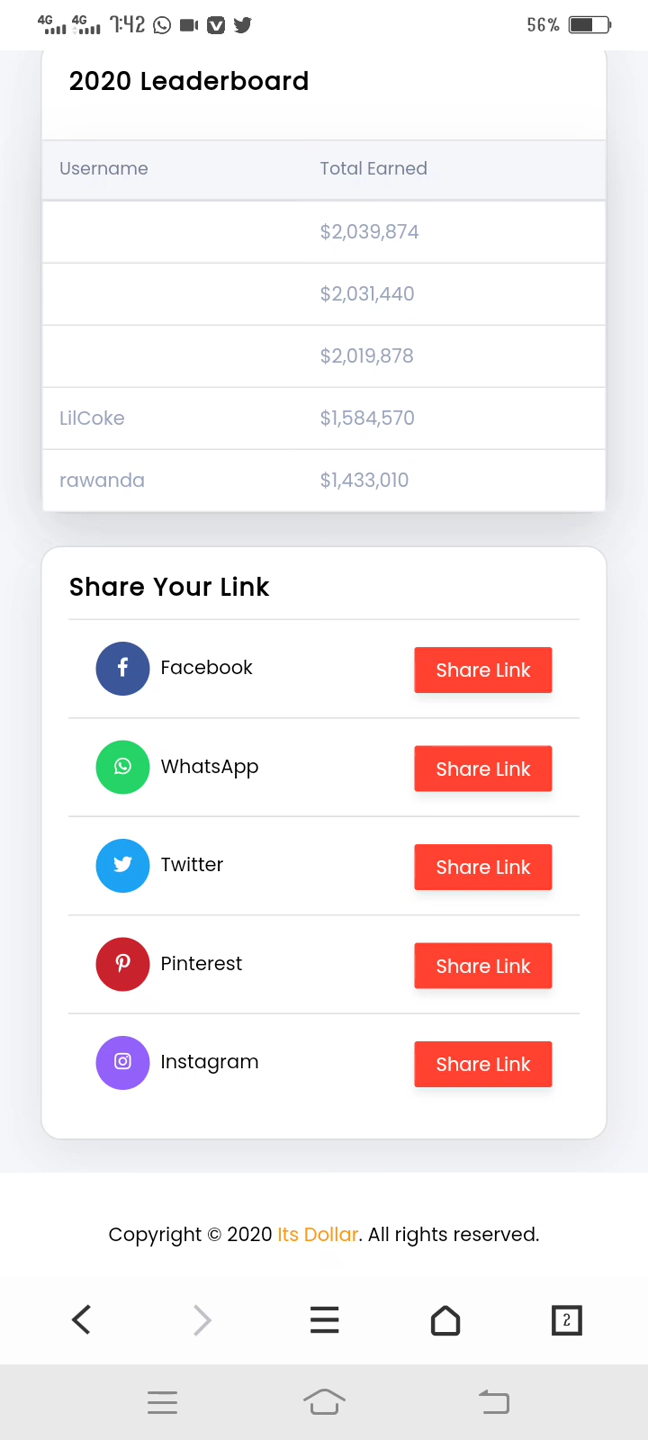 4G 4G 7:42 56%
2020 Leaderboard
Username Total Earned
$2,039,874
$2,031,440
$2,019,878
LilCoke $1,584,570
rawanda $1,433,010
Share Your Link
Facebook Share Link
WhatsApp Share Link
Twitter Share Link
Pinterest Share Link
Instagram Share Link
Copyright © 2020 Its Dollar. All rights reserved.
2